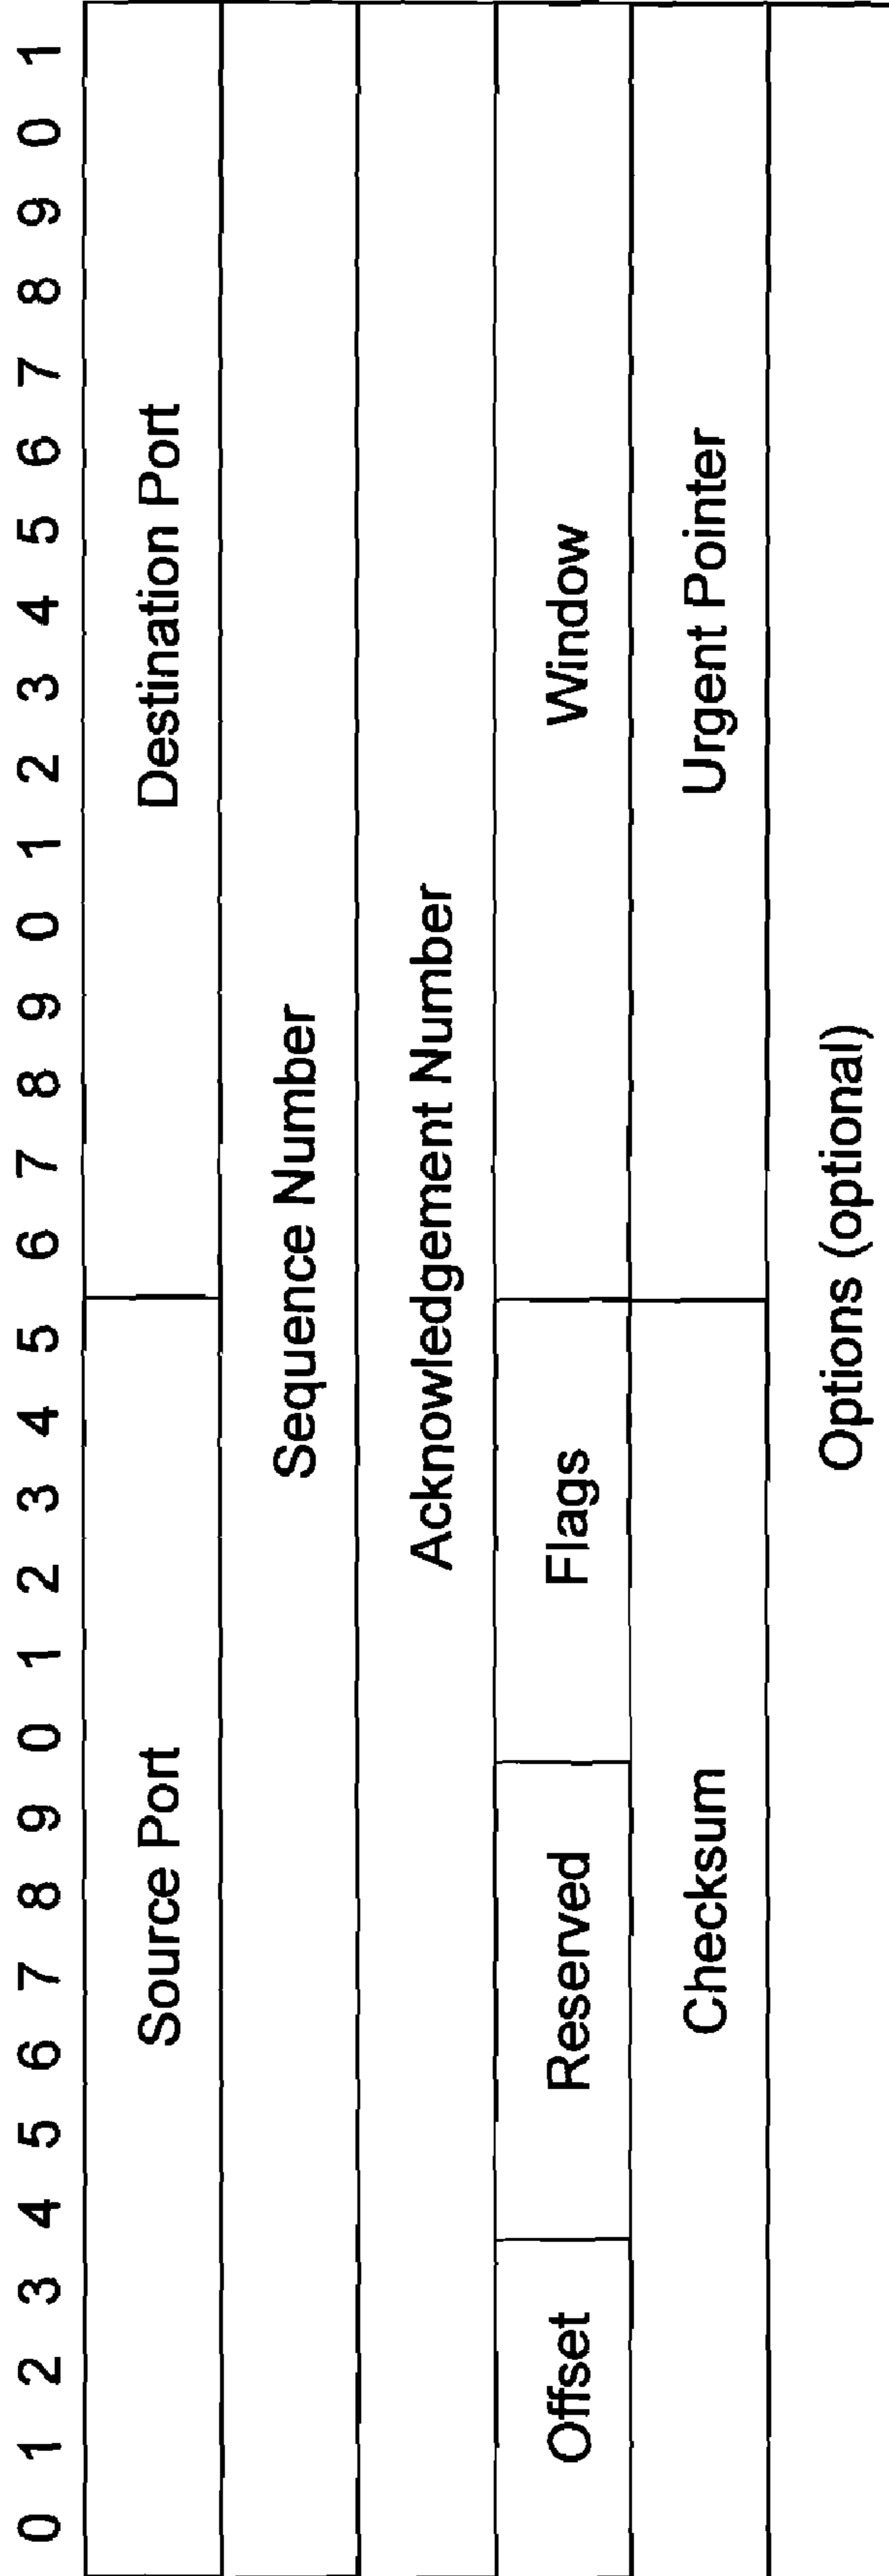 0 1 2 3 4 5 6 7 8 9 0 1 2 3 4 5 6 7 8 9 0 1 2 3 4 5 6 7 8 9 0 1
Source Port Destination Port
Sequence Number
Acknowledgement Number
Offset Reserved Flags Window
Checksum Urgent Pointer
Options (optional)